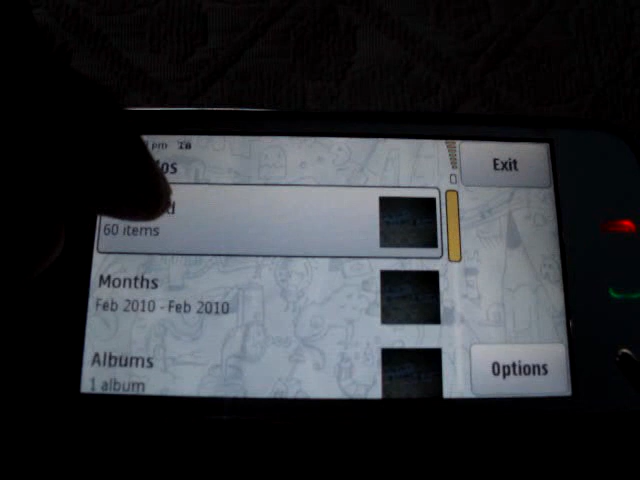 Exit
60 items
Months
Feb 2010 - Feb 2010
Albums
1 album
Options